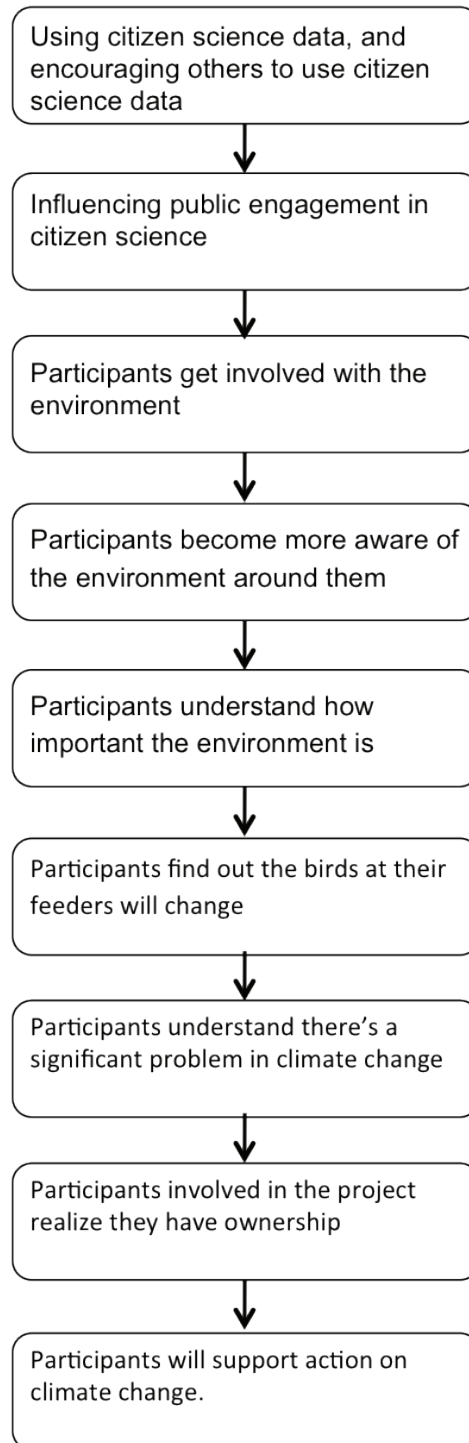 Using citizen science data, and
encouraging others to use citizen
science data
Influencing public engagement in
citizen science
Participants get involved with the
environment
Participants become more aware of
the environment around them
Participants understand how
important the environment is
Participants find out the birds at their
feeders will change
Participants understand there’s a
significant problem in climate change
Participants involved in the project
realize they have ownership
Participants will support action on
climate change.